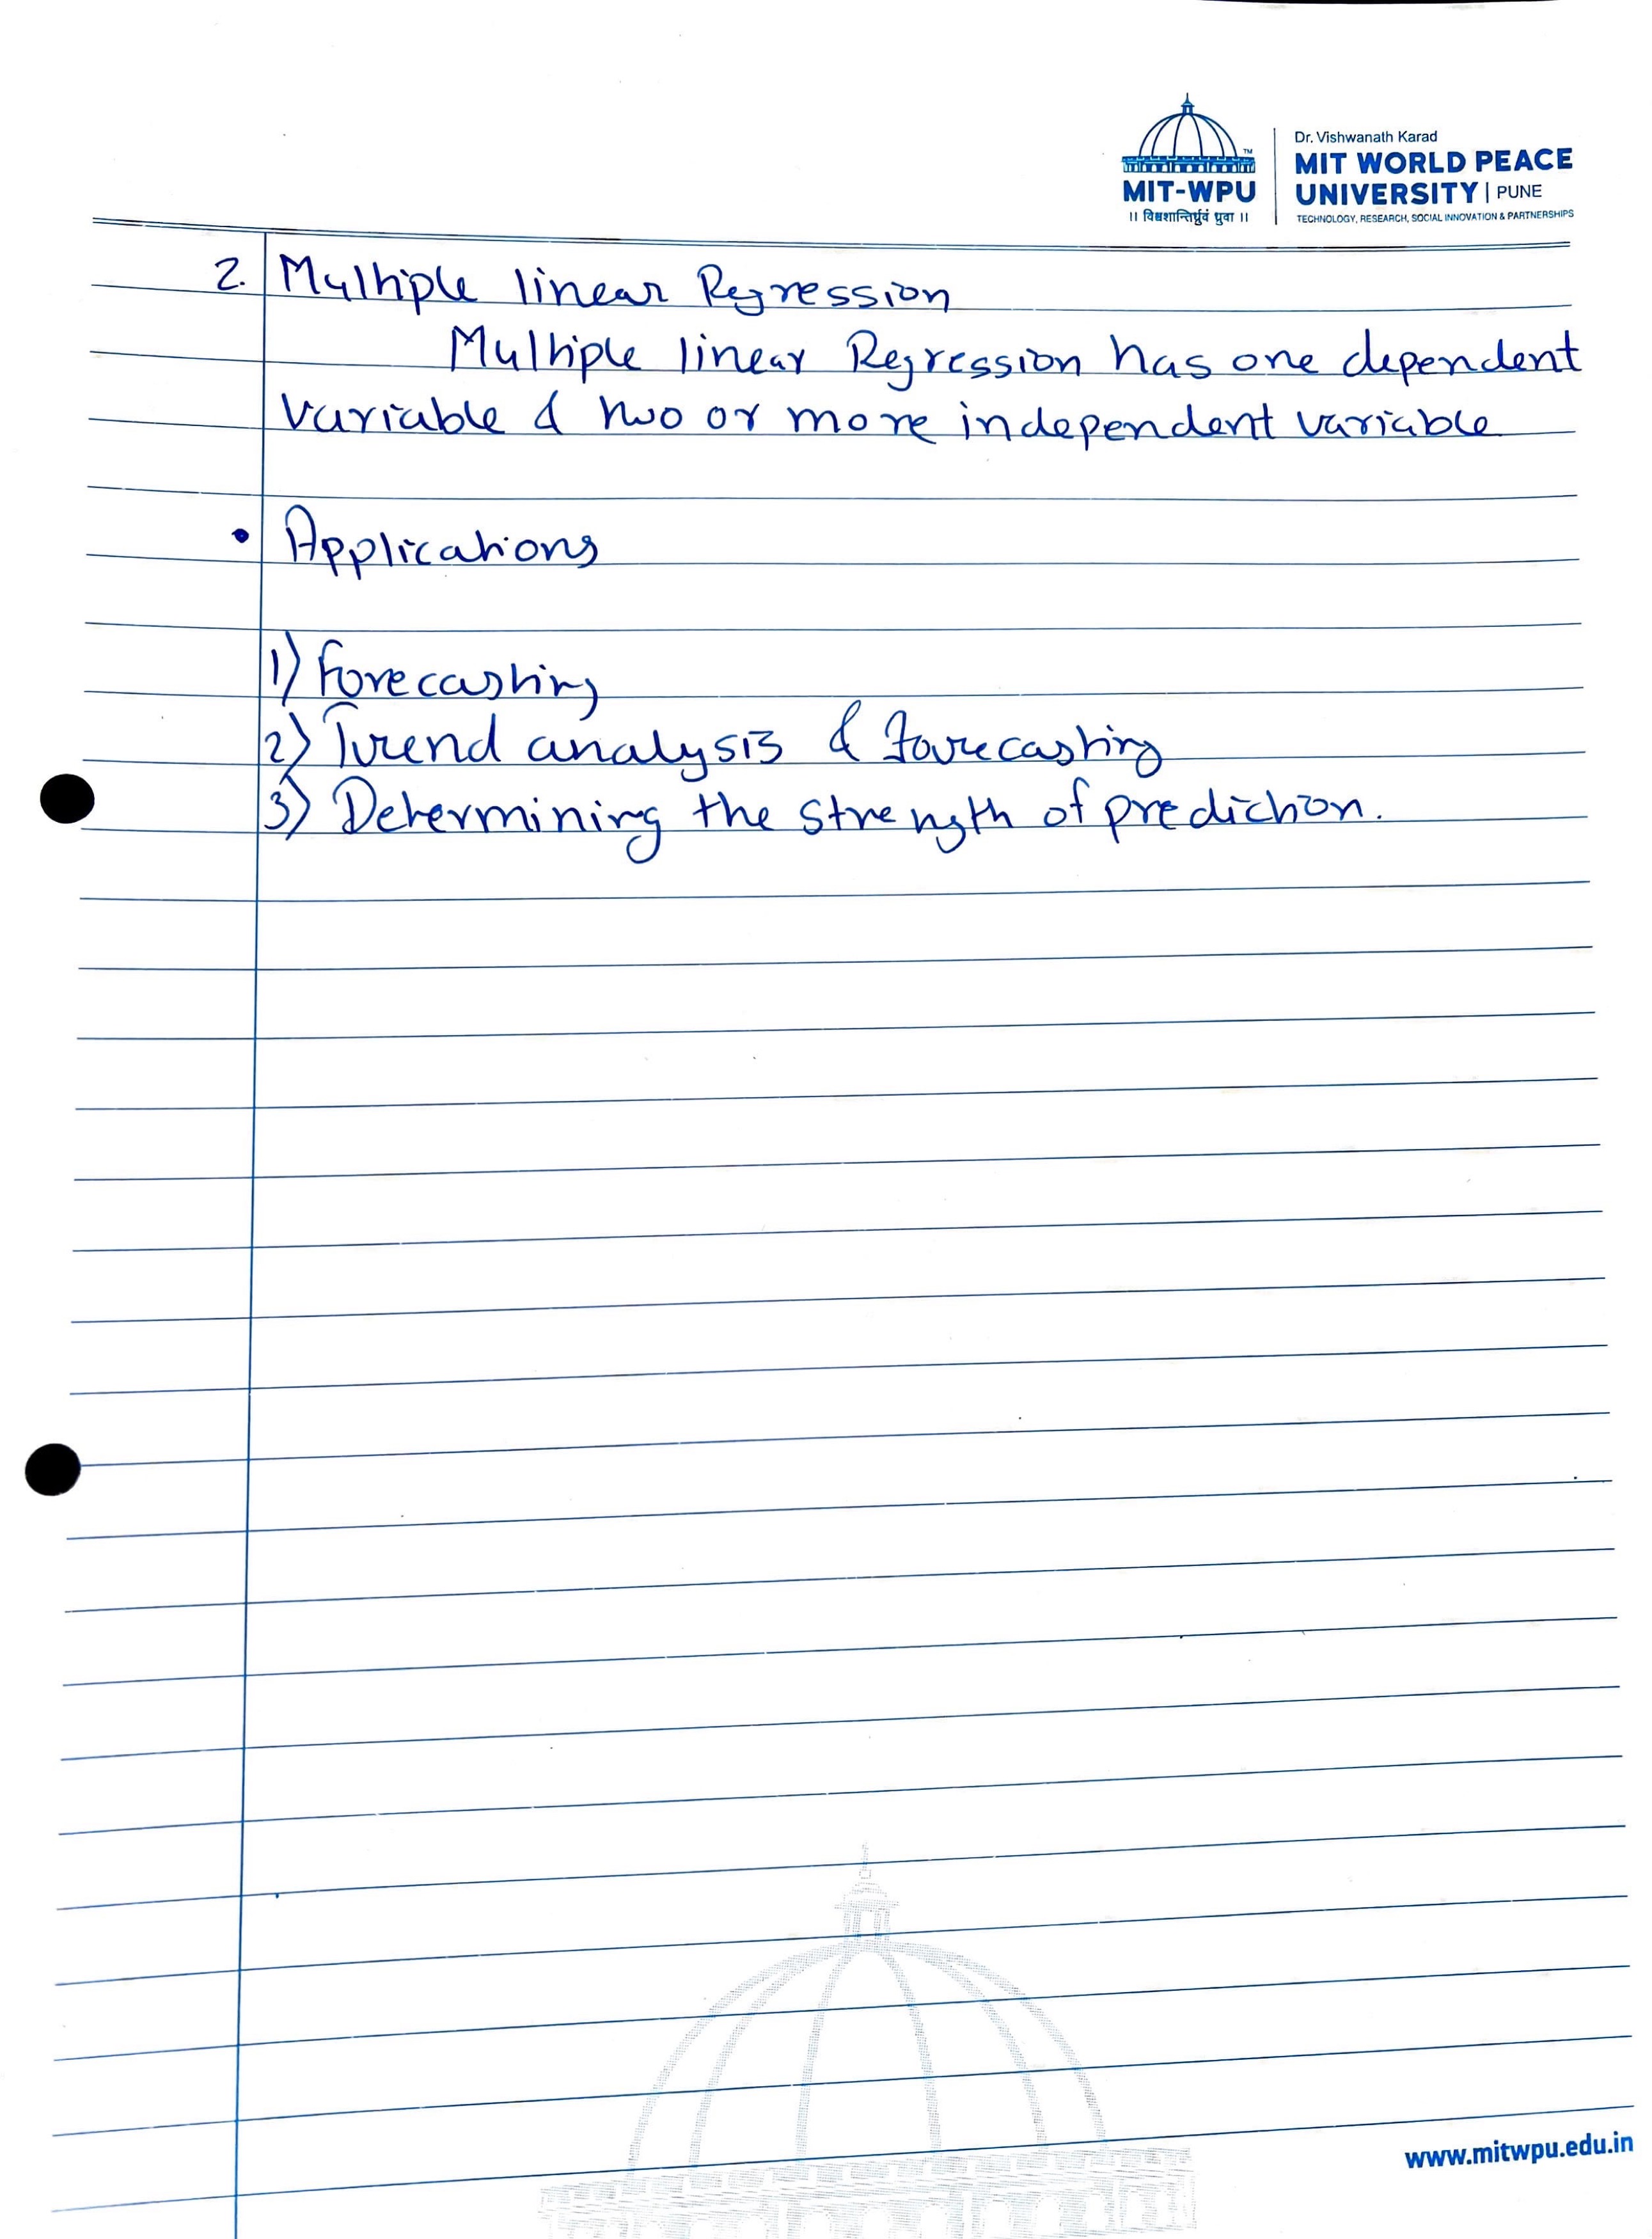 Dr. Vishwanath Karad
MIT WORLD PEACE
UNIVERSITY | PUNE
TECHNOLOGY, RESEARCH, SOCIAL INNOVATION & PARTNERSHIPS
TM
MIT-WPU
॥ विश्वशान्तिर्ध्रुवं ध्रुवा ॥
2. Multiple linear Regression
Multiple linear Regression has one dependent
variable & two or more independent variable
• Applications
1) Forecasting
2) Trend analysis & forecasting
3) Determining the strength of prediction.
www.mitwpu.edu.in